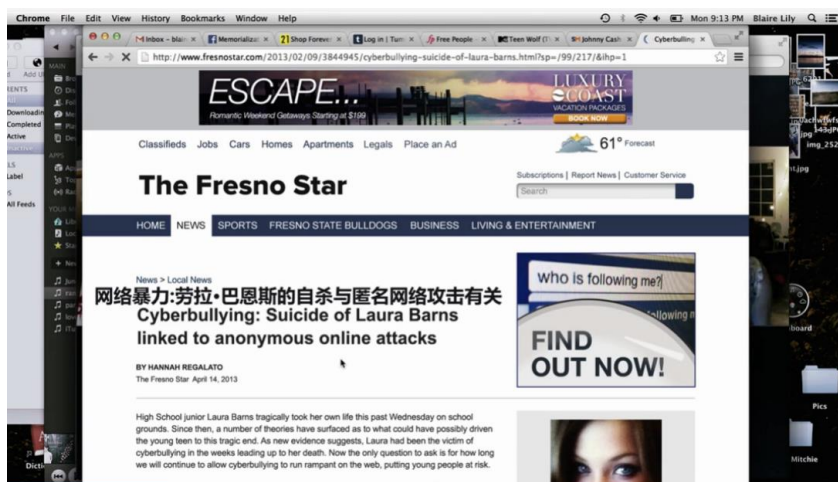 Chrome File Edit View History Bookmarks Window Help
Mon 9:13 PM Blaire Lily
Inbox – blair
Memorializat
Shop Forever
Log in | Tum
Free People
Teen Wolf (T
Johnny Cash
Cyberbulling
http://www.fresnostar.com/2013/02/09/3844945/cyberbullying-suicide-of-laura-barns.html?sp=/99/217/&ihp=1
ESCAPE...
Romantic Weekend Getaways Starting at $199
LUXURY
COAST
VACATION PACKAGES
BOOK NOW
Classifieds Jobs Cars Homes Apartments Legals Place an Ad
61° Forecast
The Fresno Star
Subscriptions | Report News | Customer Service
Search
HOME NEWS SPORTS FRESNO STATE BULLDOGS BUSINESS LIVING & ENTERTAINMENT
News > Local News
网络暴力:劳拉·巴恩斯的自杀与匿名网络攻击有关
Cyberbullying: Suicide of Laura Barns
linked to anonymous online attacks
BY HANNAH REGALATO
The Fresno Star April 14, 2013
High School junior Laura Barns tragically took her own life this past Wednesday on school
grounds. Since then, a number of theories have surfaced as to what could have possibly driven
the young teen to this tragic end. As new evidence suggests, Laura had been the victim of
cyberbullying in the weeks leading up to her death. Now the only question to ask is for how long
we will continue to allow cyberbullying to run rampant on the web, putting young people at risk.
who is following me?
FIND
OUT NOW!
Completed
Active
Label
All Feeds
MAIN
APPS
Pics
Mitchie